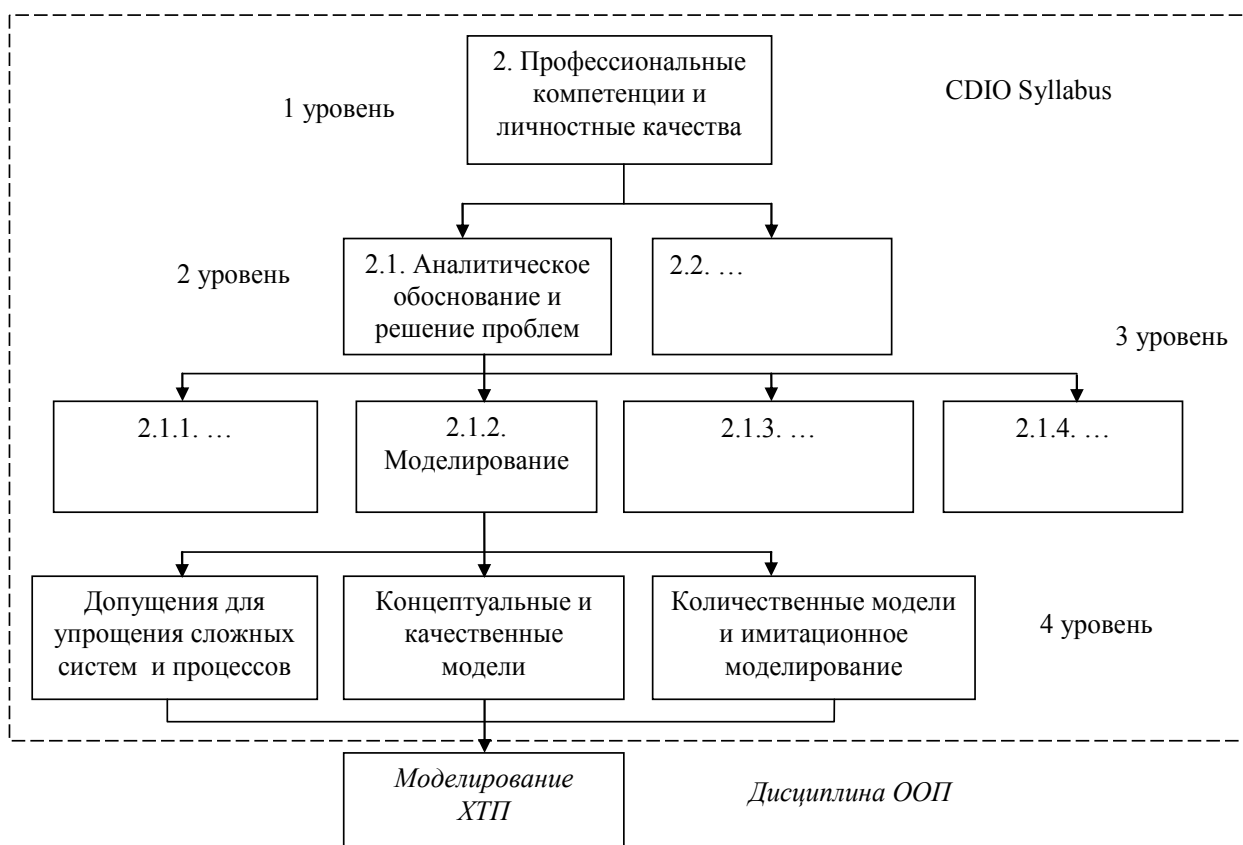 2. Профессиональные
компетенции и
личностные качества
CDIO Syllabus
1 уровень
2 уровень
2.1. Аналитическое
обоснование и
решение проблем
2.2. …
3 уровень
2.1.1. …
2.1.2.
Моделирование
2.1.3. …
2.1.4. …
Допущения для
упрощения сложных
систем и процессов
Концептуальные и
качественные
модели
Количественные модели
и имитационное
моделирование
4 уровень
Моделирование
ХТП
Дисциплина ООП